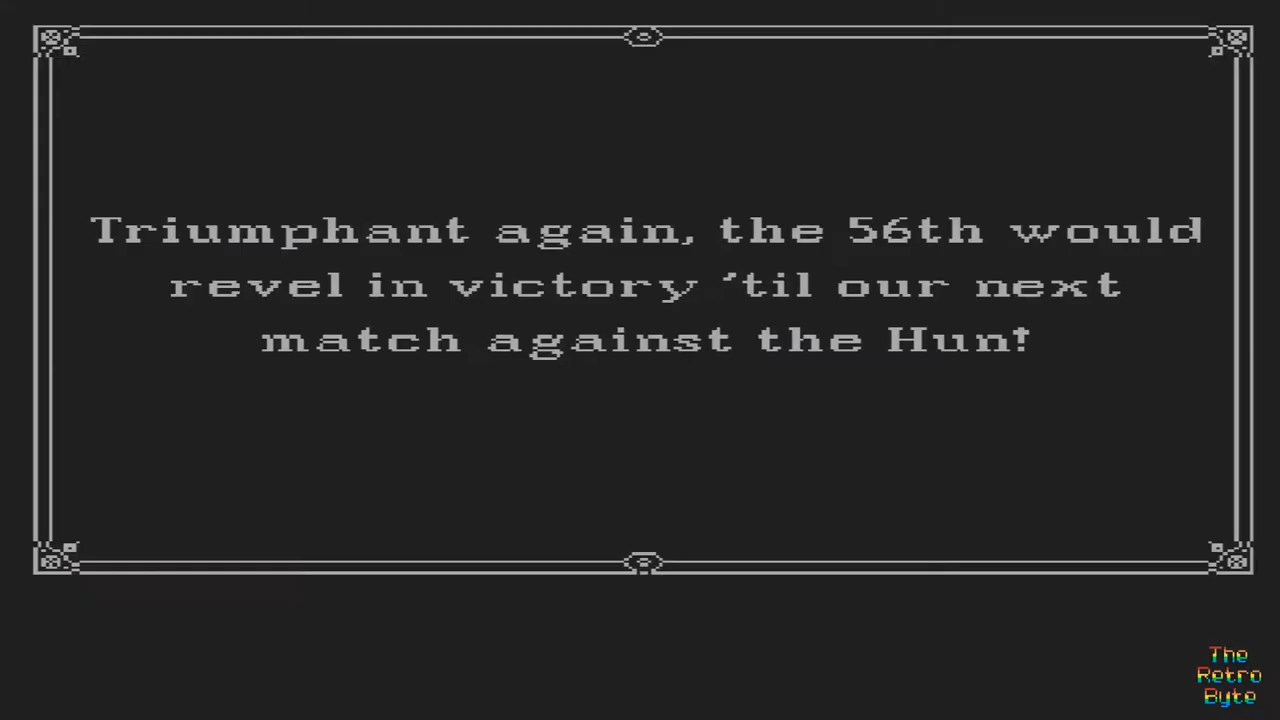 Triumphant again, the 56th would
revel in victory 'til our next
match against the Hun!
The
Retro
Byte